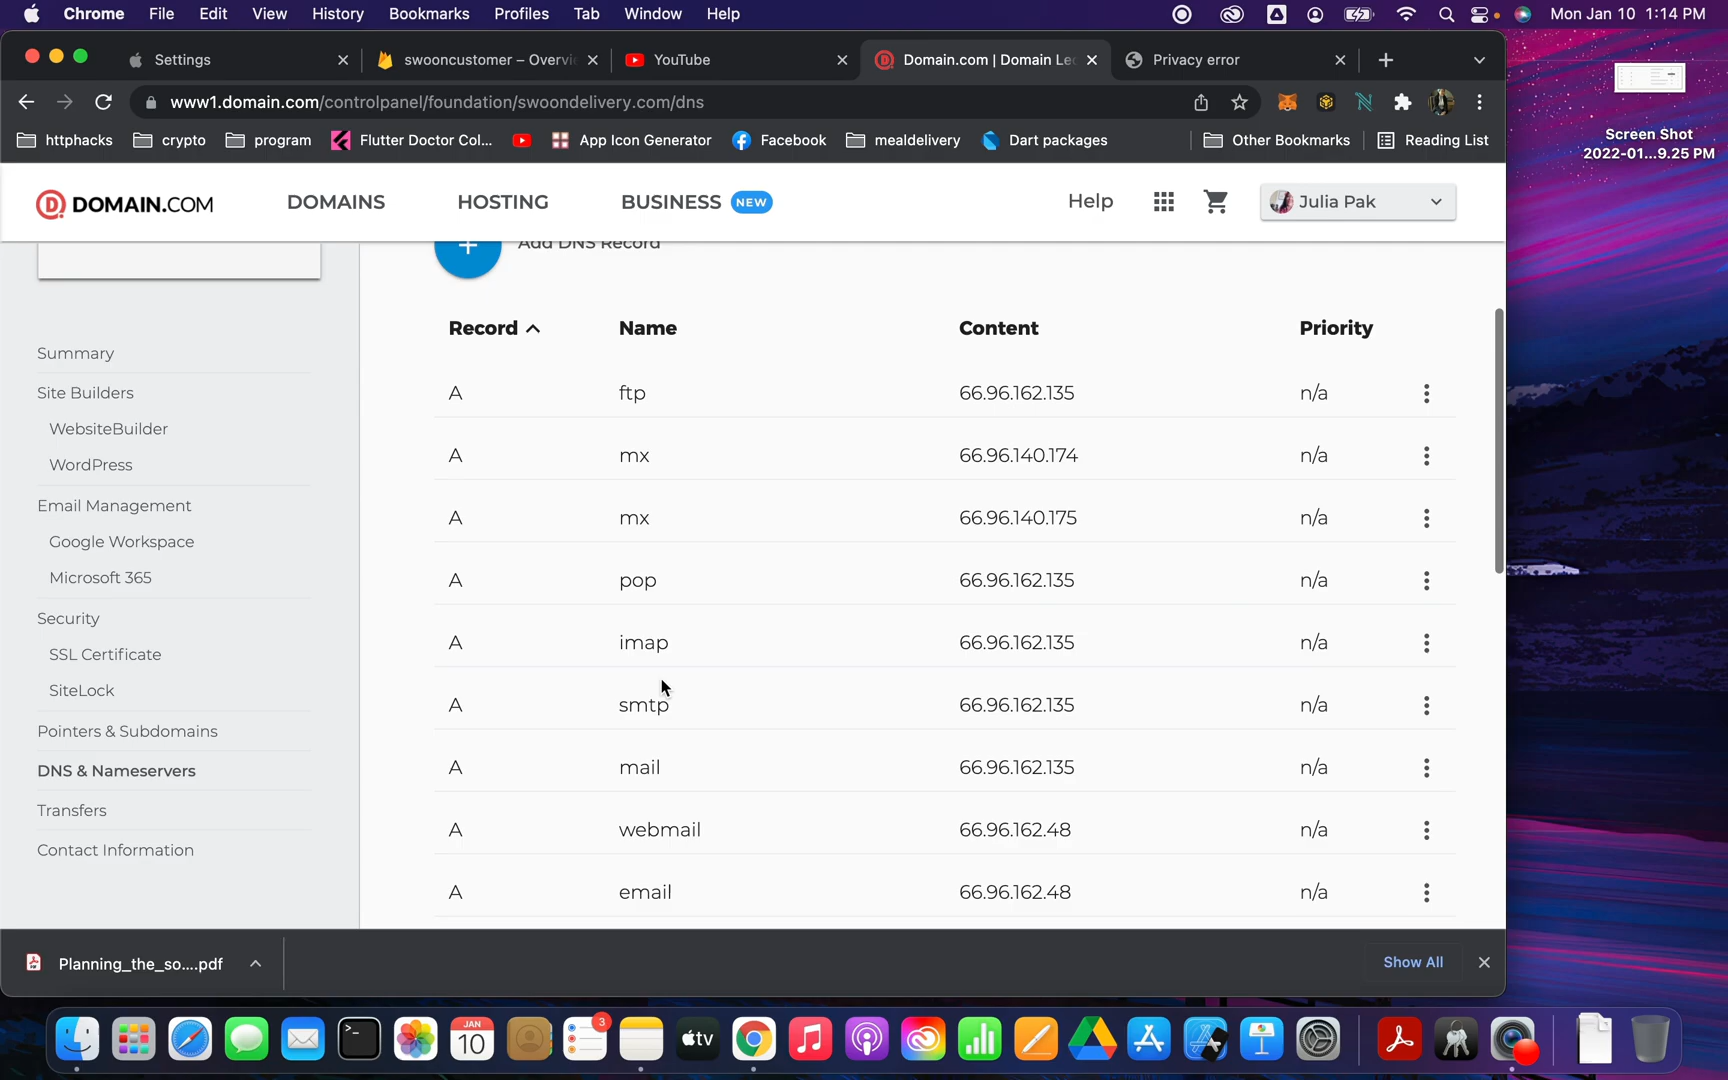 Chrome File Edit View History Bookmarks Profiles Tab Window Help Mon Jan 10 1:14 PM
Settings swooncustomer – Overvi YouTube Domain.com | Domain Le Privacy error
www1.domain.com/controlpanel/foundation/swoondelivery.com/dns
httphacks crypto program Flutter Doctor Col... App Icon Generator Facebook mealdelivery Dart packages Other Bookmarks Reading List
Screen Shot
2022-01...9.25 PM
DOMAIN.COM DOMAINS HOSTING BUSINESS NEW Help Julia Pak
Add DNS Record
Summary
Site Builders
WebsiteBuilder
WordPress
Email Management
Google Workspace
Microsoft 365
Security
SSL Certificate
SiteLock
Pointers & Subdomains
DNS & Nameservers
Transfers
Contact Information
Record Name Content Priority
A ftp 66.96.162.135 n/a
A mx 66.96.140.174 n/a
A mx 66.96.140.175 n/a
A pop 66.96.162.135 n/a
A imap 66.96.162.135 n/a
A smtp 66.96.162.135 n/a
A mail 66.96.162.135 n/a
A webmail 66.96.162.48 n/a
A email 66.96.162.48 n/a
Planning_the_so....pdf Show All
JAN
10
3
tv